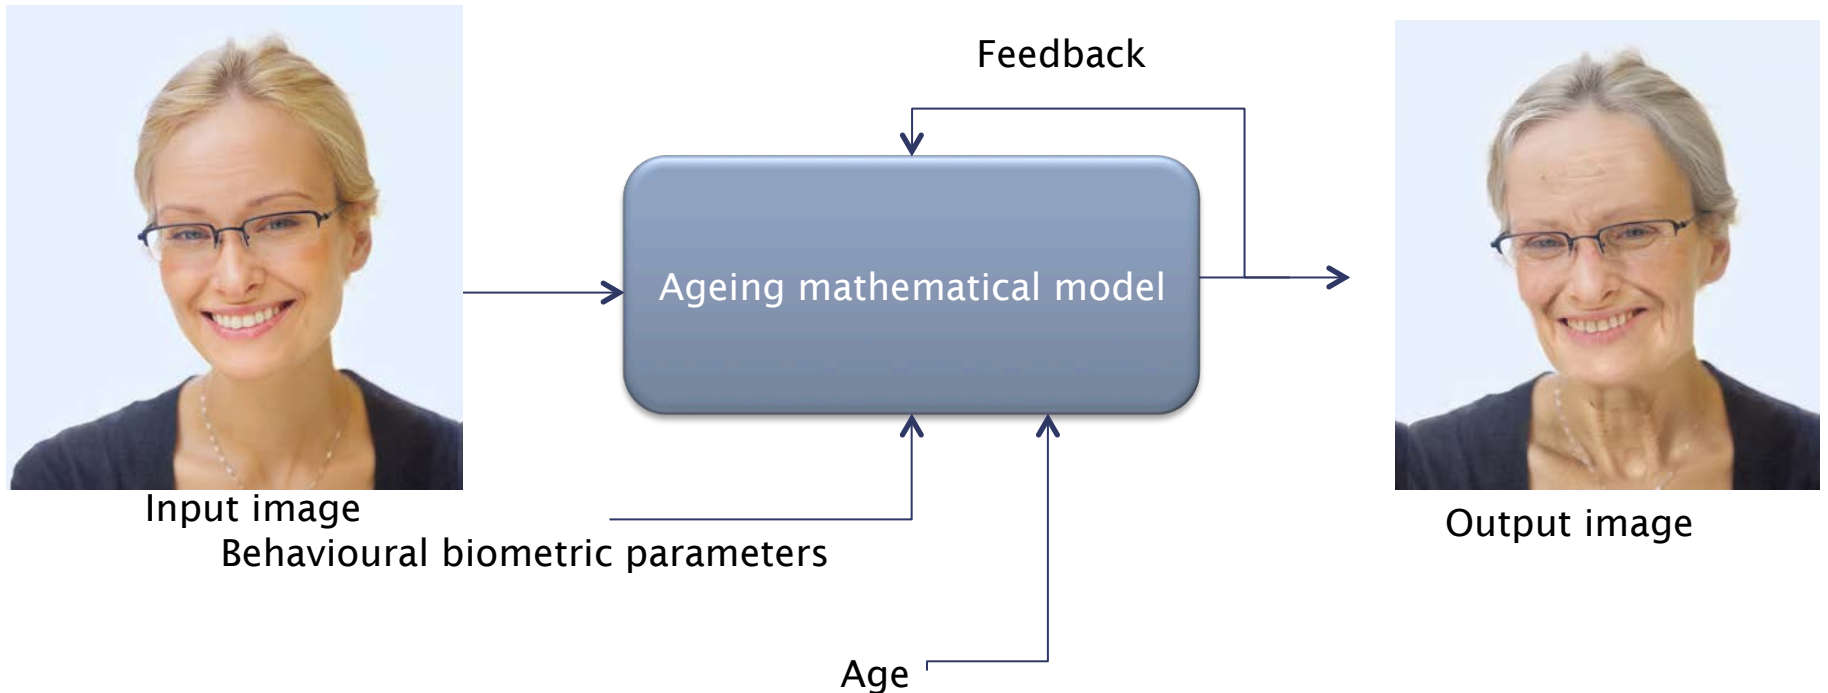 Feedback
Ageing mathematical model
Input image
Output image
Behavioural biometric parameters
Age